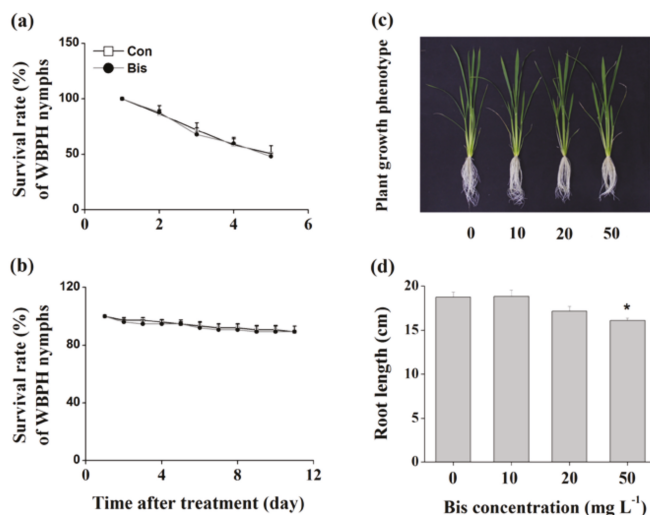 (a)
Survival rate (%)
of WBPH nymphs
150
100
50
0
Con
Bis
0 2 4 6
(b)
Survival rate (%)
of WBPH nymphs
120
80
40
0
0 4 8 12
Time after treatment (day)
(c)
Plant growth phenotype
0 10 20 50
(d)
Root length (cm)
20
15
10
5
0
*
0 10 20 50
Bis concentration (mg L-1)